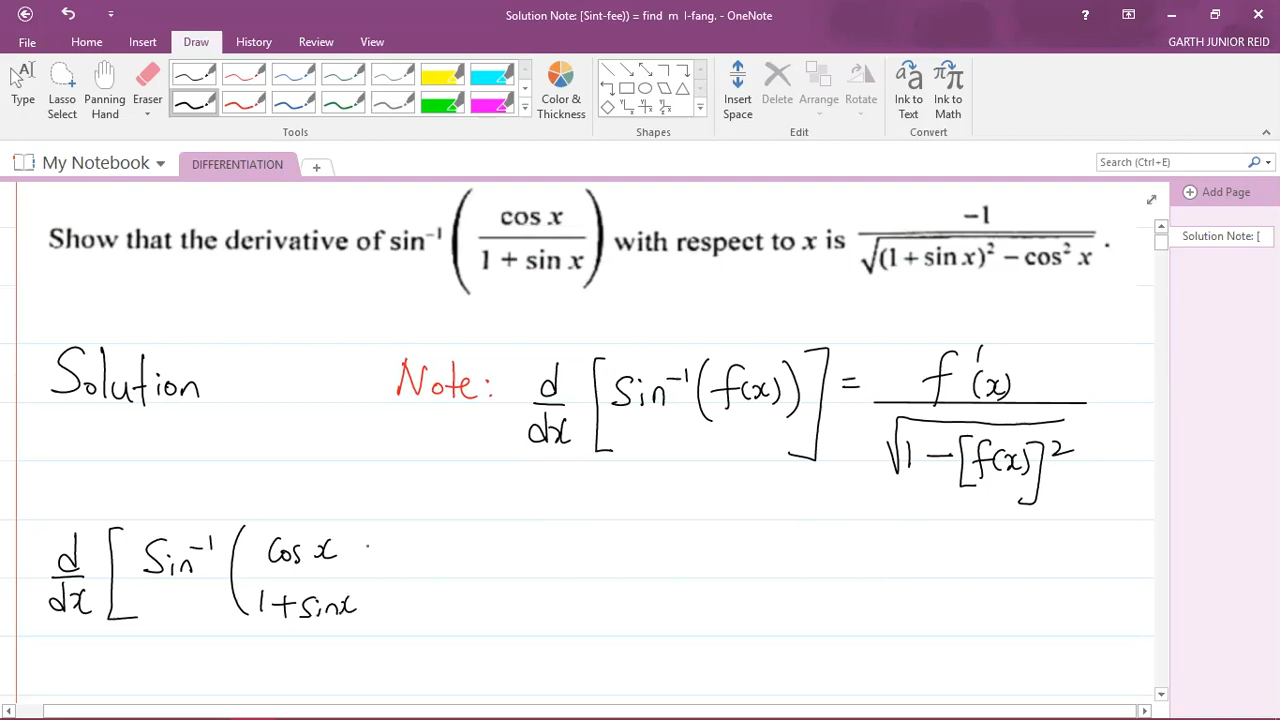 Solution Note: [Sint-fee)) = find m l-fang. - OneNote
File Home Insert Draw History Review View GARTH JUNIOR REID
Type Lasso Select Panning Hand Eraser Color & Thickness Insert Space Delete Arrange Rotate Ink to Text Ink to Math
Tools Shapes Edit Convert
My Notebook DIFFERENTIATION + Search (Ctrl+E)
Add Page
Solution Note: [
Show that the derivative of sin⁻¹ (cos x / 1 + sin x) with respect to x is -1 / √(1 + sin x)² − cos² x .
Solution Note: d/dx [Sin⁻¹(f(x))] = f'(x) / √1 − [f(x)]²
d/dx [ Sin⁻¹ ( cos x 1+sinx